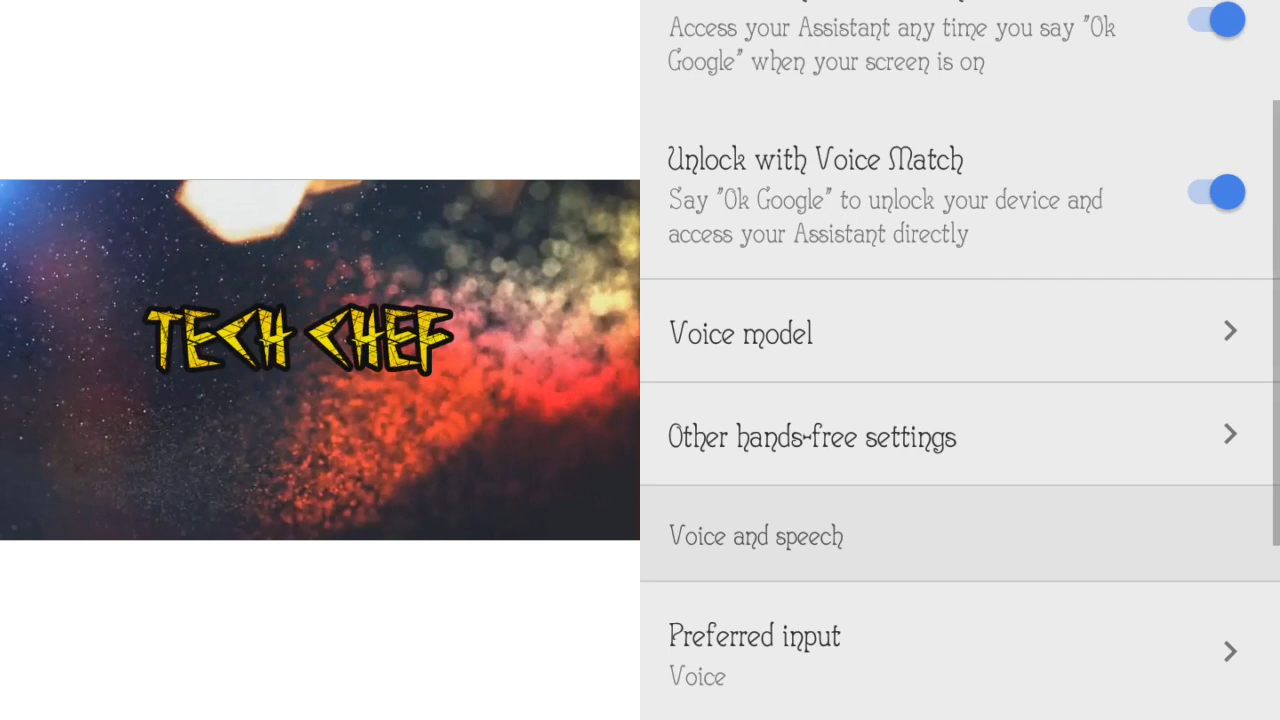 TECH CHEF
Access your Assistant any time you say "Ok
Google" when your screen is on
Unlock with Voice Match
Say "Ok Google" to unlock your device and
access your Assistant directly
Voice model
Other hands-free settings
Voice and speech
Preferred input
Voice